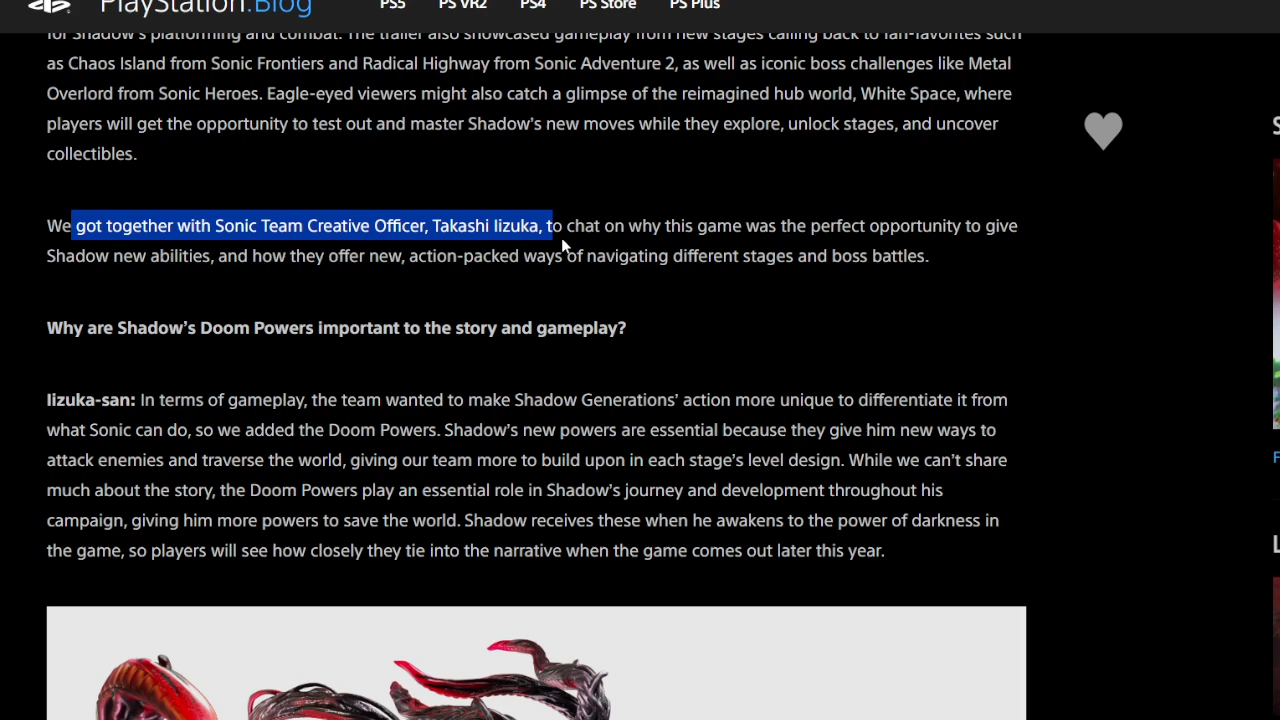 PlayStation.Blog PS5 PS VR2 PS4 PS Store PS Plus
for Shadow's platforming and combat. The trailer also showcased gameplay from new stages calling back to fan-favorites such
as Chaos Island from Sonic Frontiers and Radical Highway from Sonic Adventure 2, as well as iconic boss challenges like Metal
Overlord from Sonic Heroes. Eagle-eyed viewers might also catch a glimpse of the reimagined hub world, White Space, where
players will get the opportunity to test out and master Shadow's new moves while they explore, unlock stages, and uncover
collectibles.
We got together with Sonic Team Creative Officer, Takashi Iizuka, to chat on why this game was the perfect opportunity to give
Shadow new abilities, and how they offer new, action-packed ways of navigating different stages and boss battles.
Why are Shadow's Doom Powers important to the story and gameplay?
Iizuka-san: In terms of gameplay, the team wanted to make Shadow Generations' action more unique to differentiate it from
what Sonic can do, so we added the Doom Powers. Shadow's new powers are essential because they give him new ways to
attack enemies and traverse the world, giving our team more to build upon in each stage's level design. While we can't share
much about the story, the Doom Powers play an essential role in Shadow's journey and development throughout his
campaign, giving him more powers to save the world. Shadow receives these when he awakens to the power of darkness in
the game, so players will see how closely they tie into the narrative when the game comes out later this year.